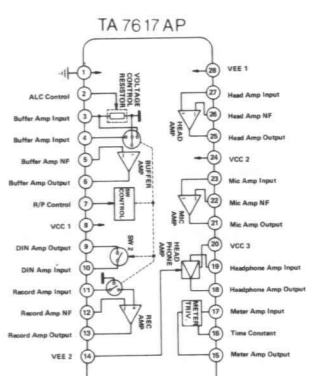 TA 7617AP
1
ALC Control
2
Buffer Amp Input
3
Buffer Amp Input
4
Buffer Amp NF
5
Buffer Amp Output
6
R/P Control
7
VCC 1
8
DIN Amp Output
9
DIN Amp Input
10
Record Amp Input
11
Record Amp NF
12
Record Amp Output
13
VEE 2
14
VOLTAGE
CONTROL
RESISTOR
BUFFER
AMP
SW
CONTROL
SW 2
REC
AMP
HEAD
AMP
MIC
AMP
HEAD
PHONE
AMP
METER
TRIV.
28
VEE 1
27
Head Amp Input
26
Head Amp NF
25
Head Amp Output
24
VCC 2
23
Mic Amp Input
22
Mic Amp NF
21
Mic Amp Output
20
VCC 3
19
Headphone Amp Input
18
Headphone Amp Output
17
Meter Amp Input
16
Time Constant
15
Meter Amp Output